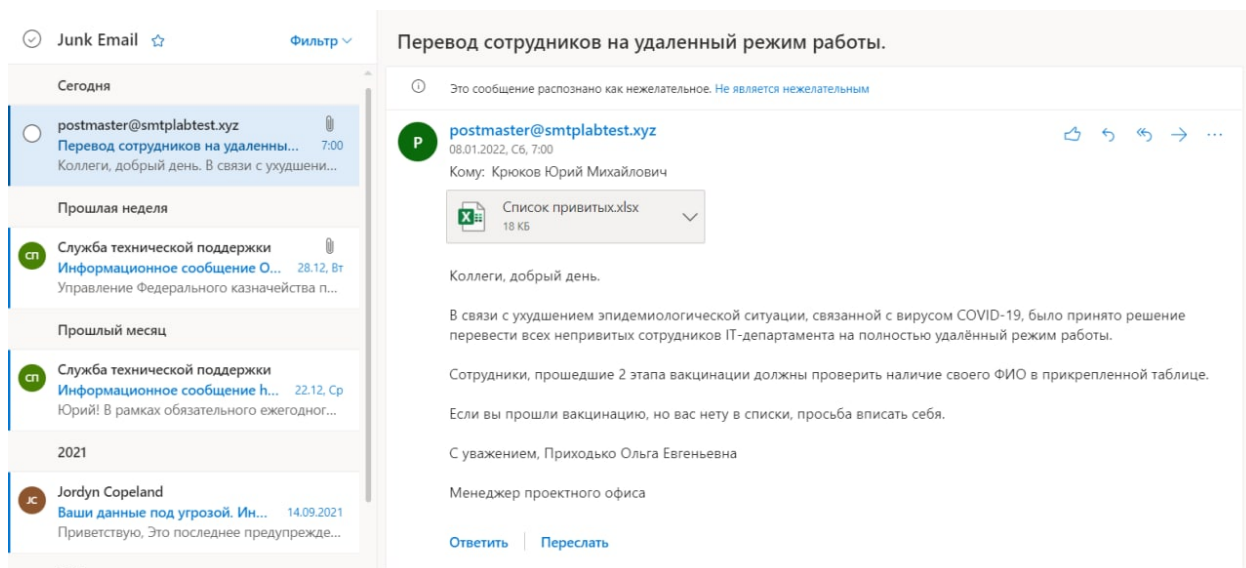 Junk Email
Фильтр
Сегодня
postmaster@smtplabtest.xyz
Перевод сотрудников на удаленны... 7:00
Коллеги, добрый день. В связи с ухудшени...
Прошлая неделя
СП
Служба технической поддержки
Информационное сообщение О... 28.12, Вт
Управление Федерального казначейства п...
Прошлый месяц
СП
Служба технической поддержки
Информационное сообщение h... 22.12, Ср
Юрий! В рамках обязательного ежегодног...
2021
JC
Jordyn Copeland
Ваши данные под угрозой. Ин... 14.09.2021
Приветствую, Это последнее предупрежде...
Перевод сотрудников на удаленный режим работы.
Это сообщение распознано как нежелательное. Не является нежелательным
P
postmaster@smtplabtest.xyz
08.01.2022, Сб, 7:00
Кому: Крюков Юрий Михайлович
Список привитых.xlsx
18 КБ
Коллеги, добрый день.
В связи с ухудшением эпидемиологической ситуации, связанной с вирусом COVID-19, было принято решение
перевести всех непривитых сотрудников IT-департамента на полностью удалённый режим работы.
Сотрудники, прошедшие 2 этапа вакцинации должны проверить наличие своего ФИО в прикрепленной таблице.
Если вы прошли вакцинацию, но вас нету в списки, просьба вписать себя.
С уважением, Приходько Ольга Евгеньевна
Менеджер проектного офиса
Ответить Переслать